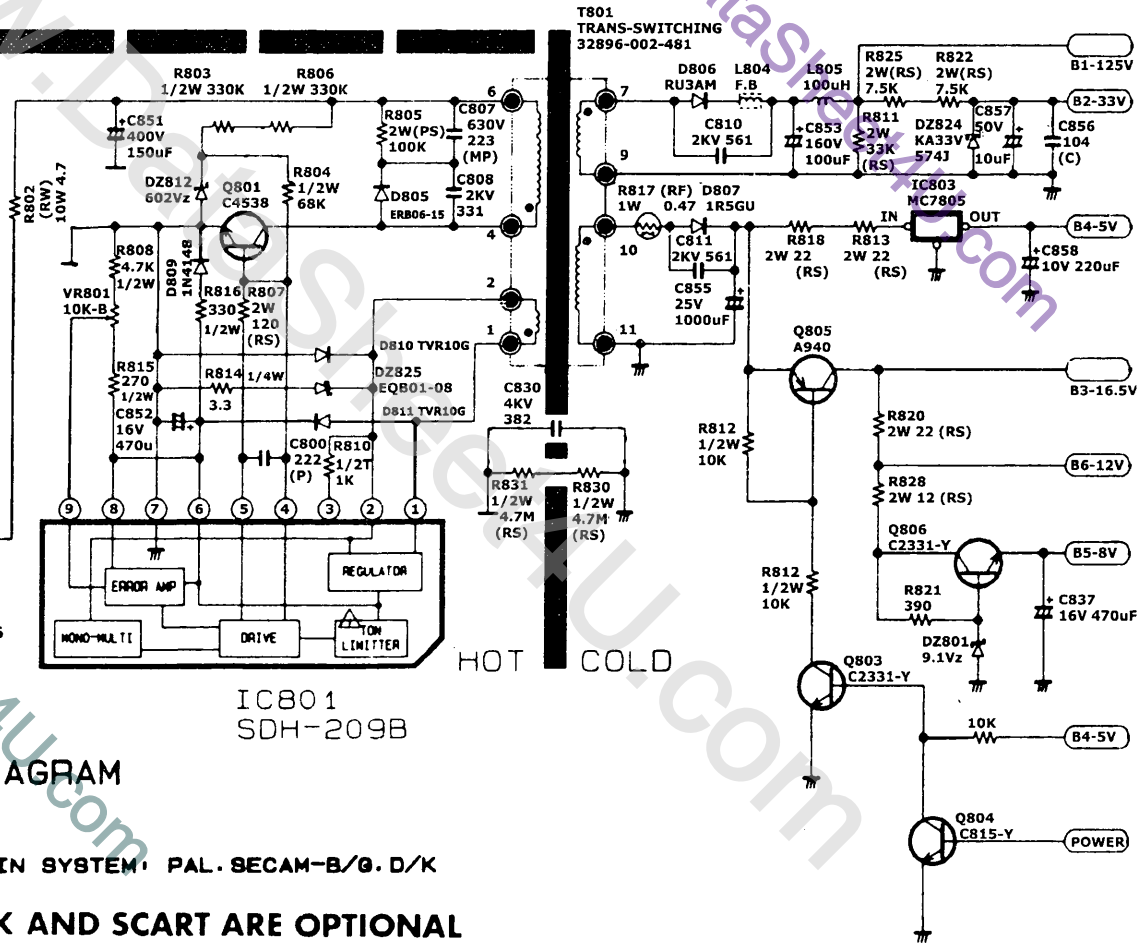 T801
TRANS-SWITCHING
32896-002-481
B1-125V
R803
1/2W 330K
R806
1/2W 330K
C851
400V
150uF
R805
2W(PS)
100K
C807
630V
223
(MP)
C808
2KV
331
D805
ERB06-15
6
4
2
1
7
9
10
11
D806
RU3AM
L804
F.B
L805
100uH
C810
2KV 561
C853
160V
100uF
R825
2W(RS)
7.5K
R822
2W(RS)
7.5K
R811
2W
33K
(RS)
DZ824
KA33V
574J
C857
50V
10uF
C856
104
(C)
B2-33V
R802
(RW)
10W 4.7
DZ812
602Vz
Q801
C4538
R804
1/2W
68K
R817 (RF)
1W 0.47
D807
1R5GU
C811
2KV 561
C855
25V
1000uF
R818
2W 22
(RS)
R813
2W 22
(RS)
IC803
MC7805
IN
OUT
B4-5V
C858
10V 220uF
R808
4.7K
1/2W
D809
1N4148
VR801
10K-B
R816
330
1/2W
R807
2W
120
(RS)
D810 TVR10G
R815
270
1/2W
R814
1/4W
3.3
DZ825
EQB01-08
D811 TVR10G
C852
16V
470u
C800
222
(P)
R810
1/2T
1K
C830
4KV
382
R831
1/2W
4.7M
(RS)
R830
1/2W
4.7M
(RS)
Q805
A940
B3-16.5V
R812
1/2W
10K
R820
2W 22 (RS)
B6-12V
R828
2W 12 (RS)
Q806
C2331-Y
B5-8V
R821
390
DZ801
9.1Vz
C837
16V 470uF
R812
1/2W
10K
9 8 7 6 5 4 3 2 1
REGULATOR
ERROR AMP
MONO-MULTI
DRIVE
TON
LIMITTER
HOT COLD
IC801
SDH-209B
Q803
C2331-Y
10K
B4-5V
Q804
C815-Y
POWER
AGRAM
IN SYSTEM: PAL.SECAM-B/G.D/K
K AND SCART ARE OPTIONAL
w.DataSheet4U.com
ataSheet4U.com
4U.com